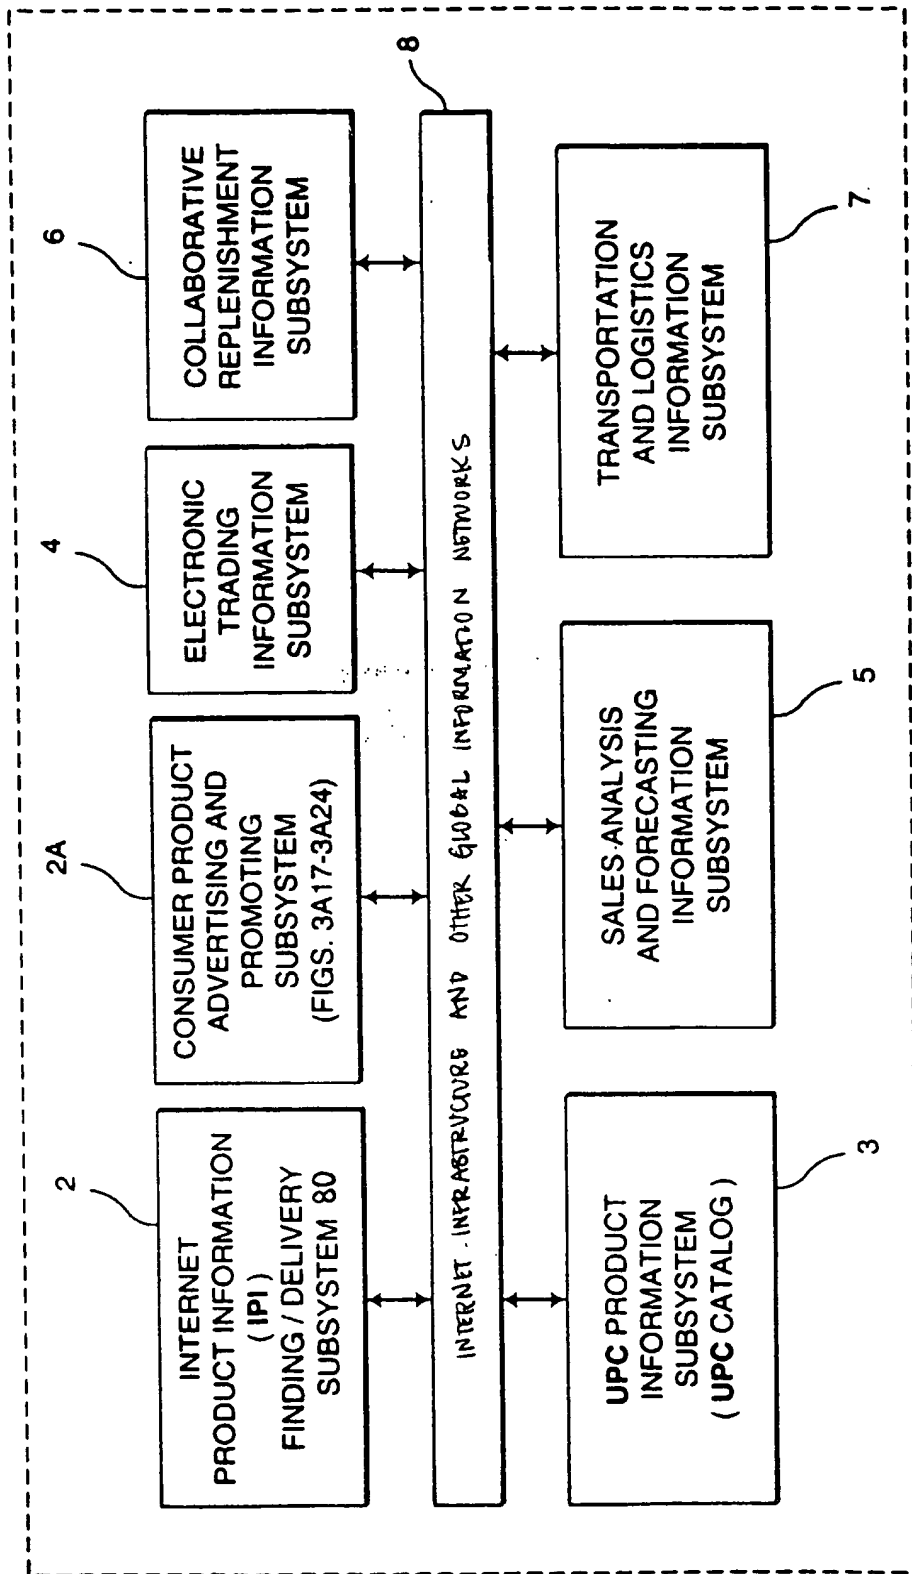 2
INTERNET
PRODUCT INFORMATION
( IPI )
FINDING / DELIVERY
SUBSYSTEM 80
2A
CONSUMER PRODUCT
ADVERTISING AND
PROMOTING
SUBSYSTEM
(FIGS. 3A17-3A24)
4
ELECTRONIC
TRADING
INFORMATION
SUBSYSTEM
6
COLLABORATIVE
REPLENISHMENT
INFORMATION
SUBSYSTEM
INTERNET - INFRASTRUCTURE AND OTHER GLOBAL INFORMATION NETWORKS
8
UPC PRODUCT
INFORMATION
SUBSYSTEM
( UPC CATALOG )
3
SALES-ANALYSIS
AND FORECASTING
INFORMATION
SUBSYSTEM
5
TRANSPORTATION
AND LOGISTICS
INFORMATION
SUBSYSTEM
7